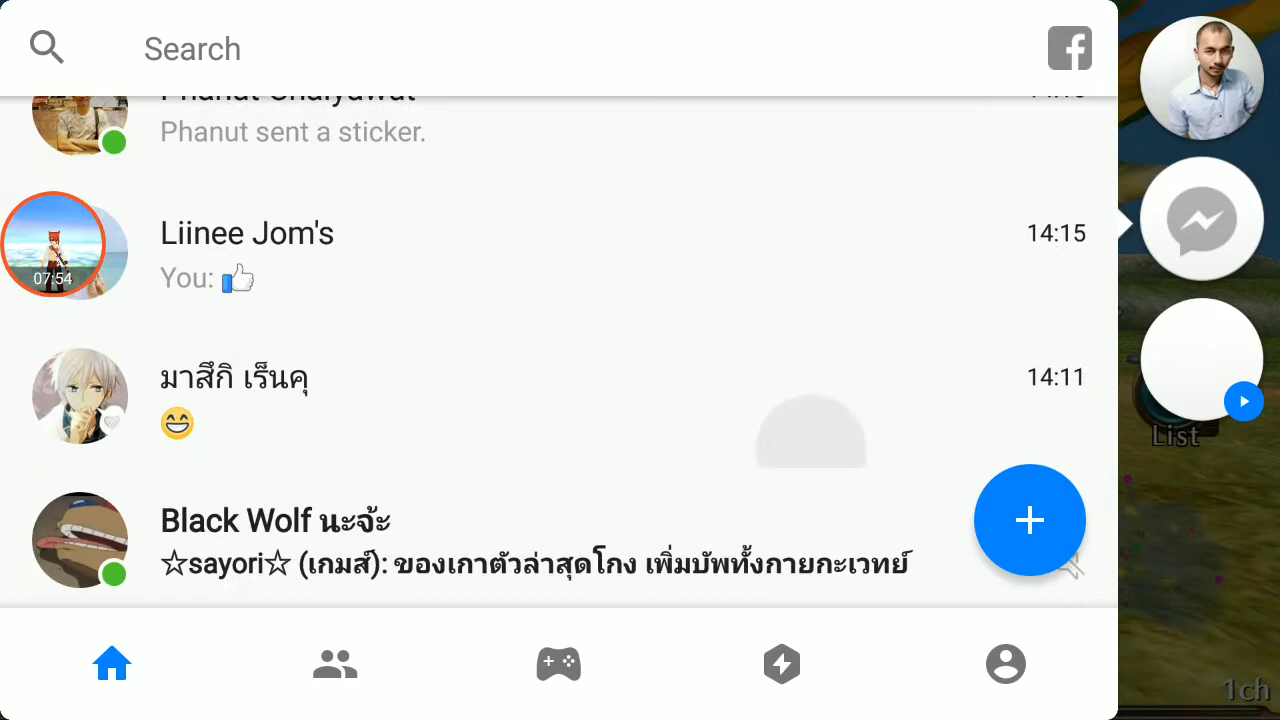 Search
Phanut Chaiyawut
Phanut sent a sticker.
07:54
Liinee Jom's
14:15
You:
มาสึกิ เร็นคุ
14:11
Black Wolf นะจ้ะ
☆sayori☆ (เกมส์): ของเกาตัวล่าสุดโกง เพิ่มบัพทั้งกายกะเวทย์
List
1ch